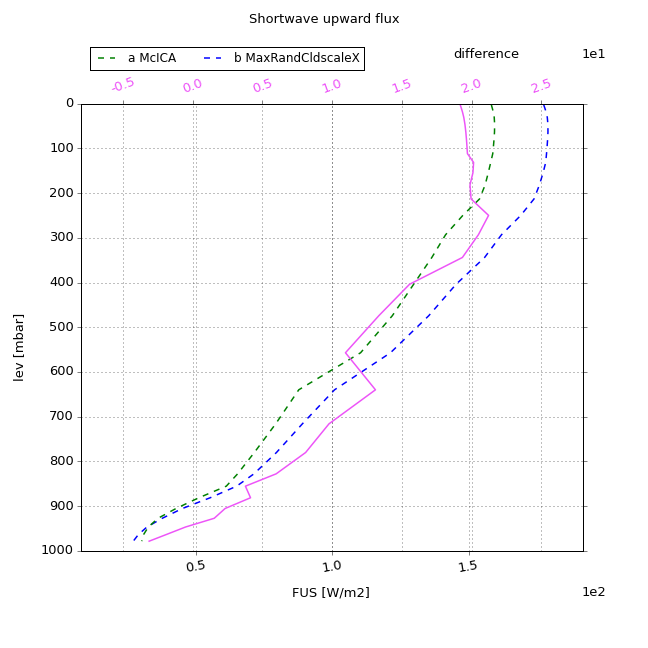 Shortwave upward flux
a McICA b MaxRandCldscaleX
difference 1e1
-0.5 0.0 0.5 1.0 1.5 2.0 2.5
0
100
200
300
400
500
600
700
800
900
1000
lev [mbar]
0.5 1.0 1.5
FUS [W/m2] 1e2